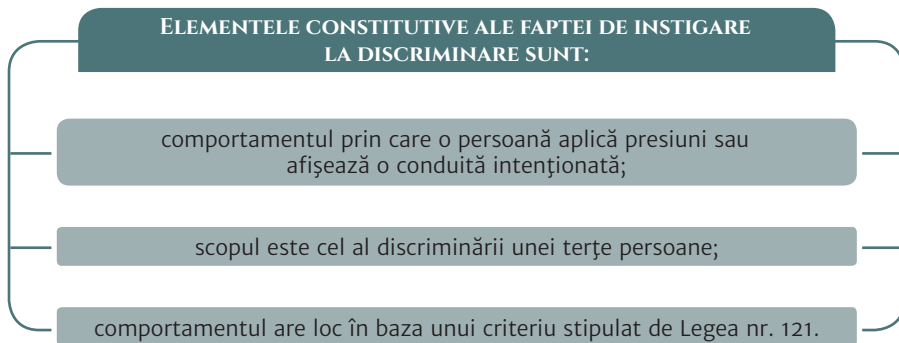 ELEMENTELE CONSTITUTIVE ALE FAPTEI DE INSTIGARE
LA DISCRIMINARE SUNT:
comportamentul prin care o persoană aplică presiuni sau
afişează o conduită intenţionată;
scopul este cel al discriminării unei terţe persoane;
comportamentul are loc în baza unui criteriu stipulat de Legea nr. 121.